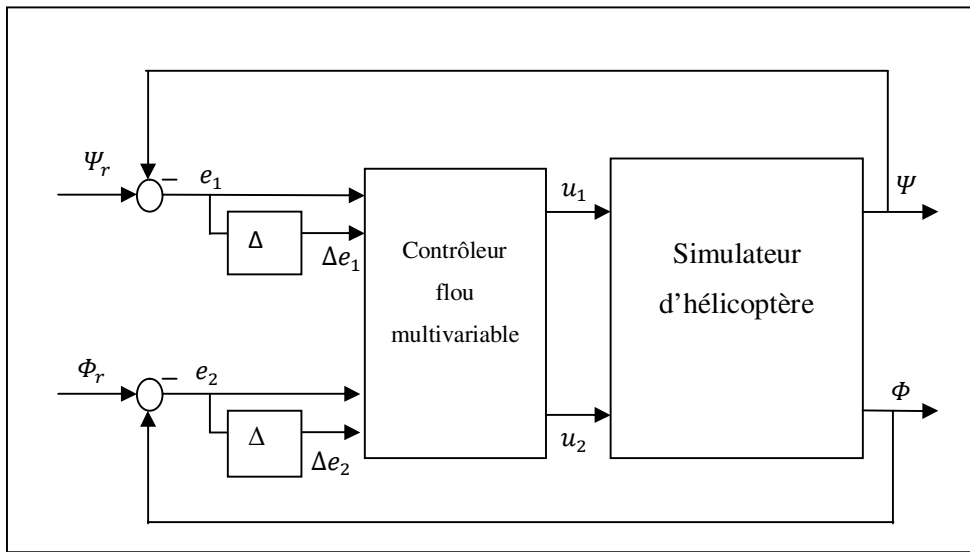 Ψ_r
e_1
Δ
Δe_1
Φ_r
e_2
Δ
Δe_2
Contrôleur
flou
multivariable
u_1
u_2
Simulateur
d'hélicoptère
Ψ
Φ